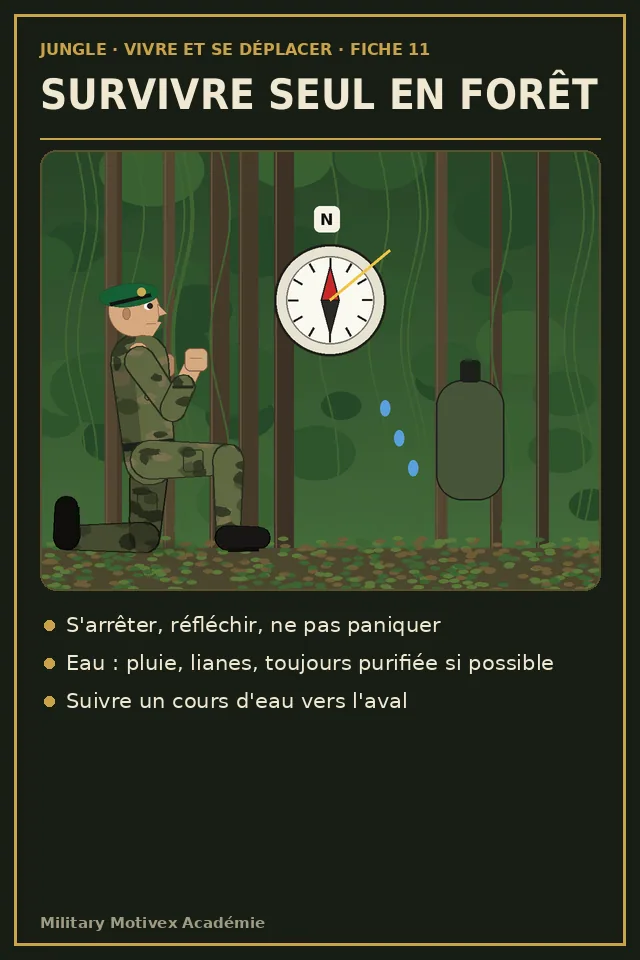 JUNGLE · VIVRE ET SE DÉPLACER · FICHE 11
SURVIVRE SEUL EN FORÊT
N
S'arrêter, réfléchir, ne pas paniquer
Eau : pluie, lianes, toujours purifiée si possible
Suivre un cours d'eau vers l'aval
Military Motivex Académie